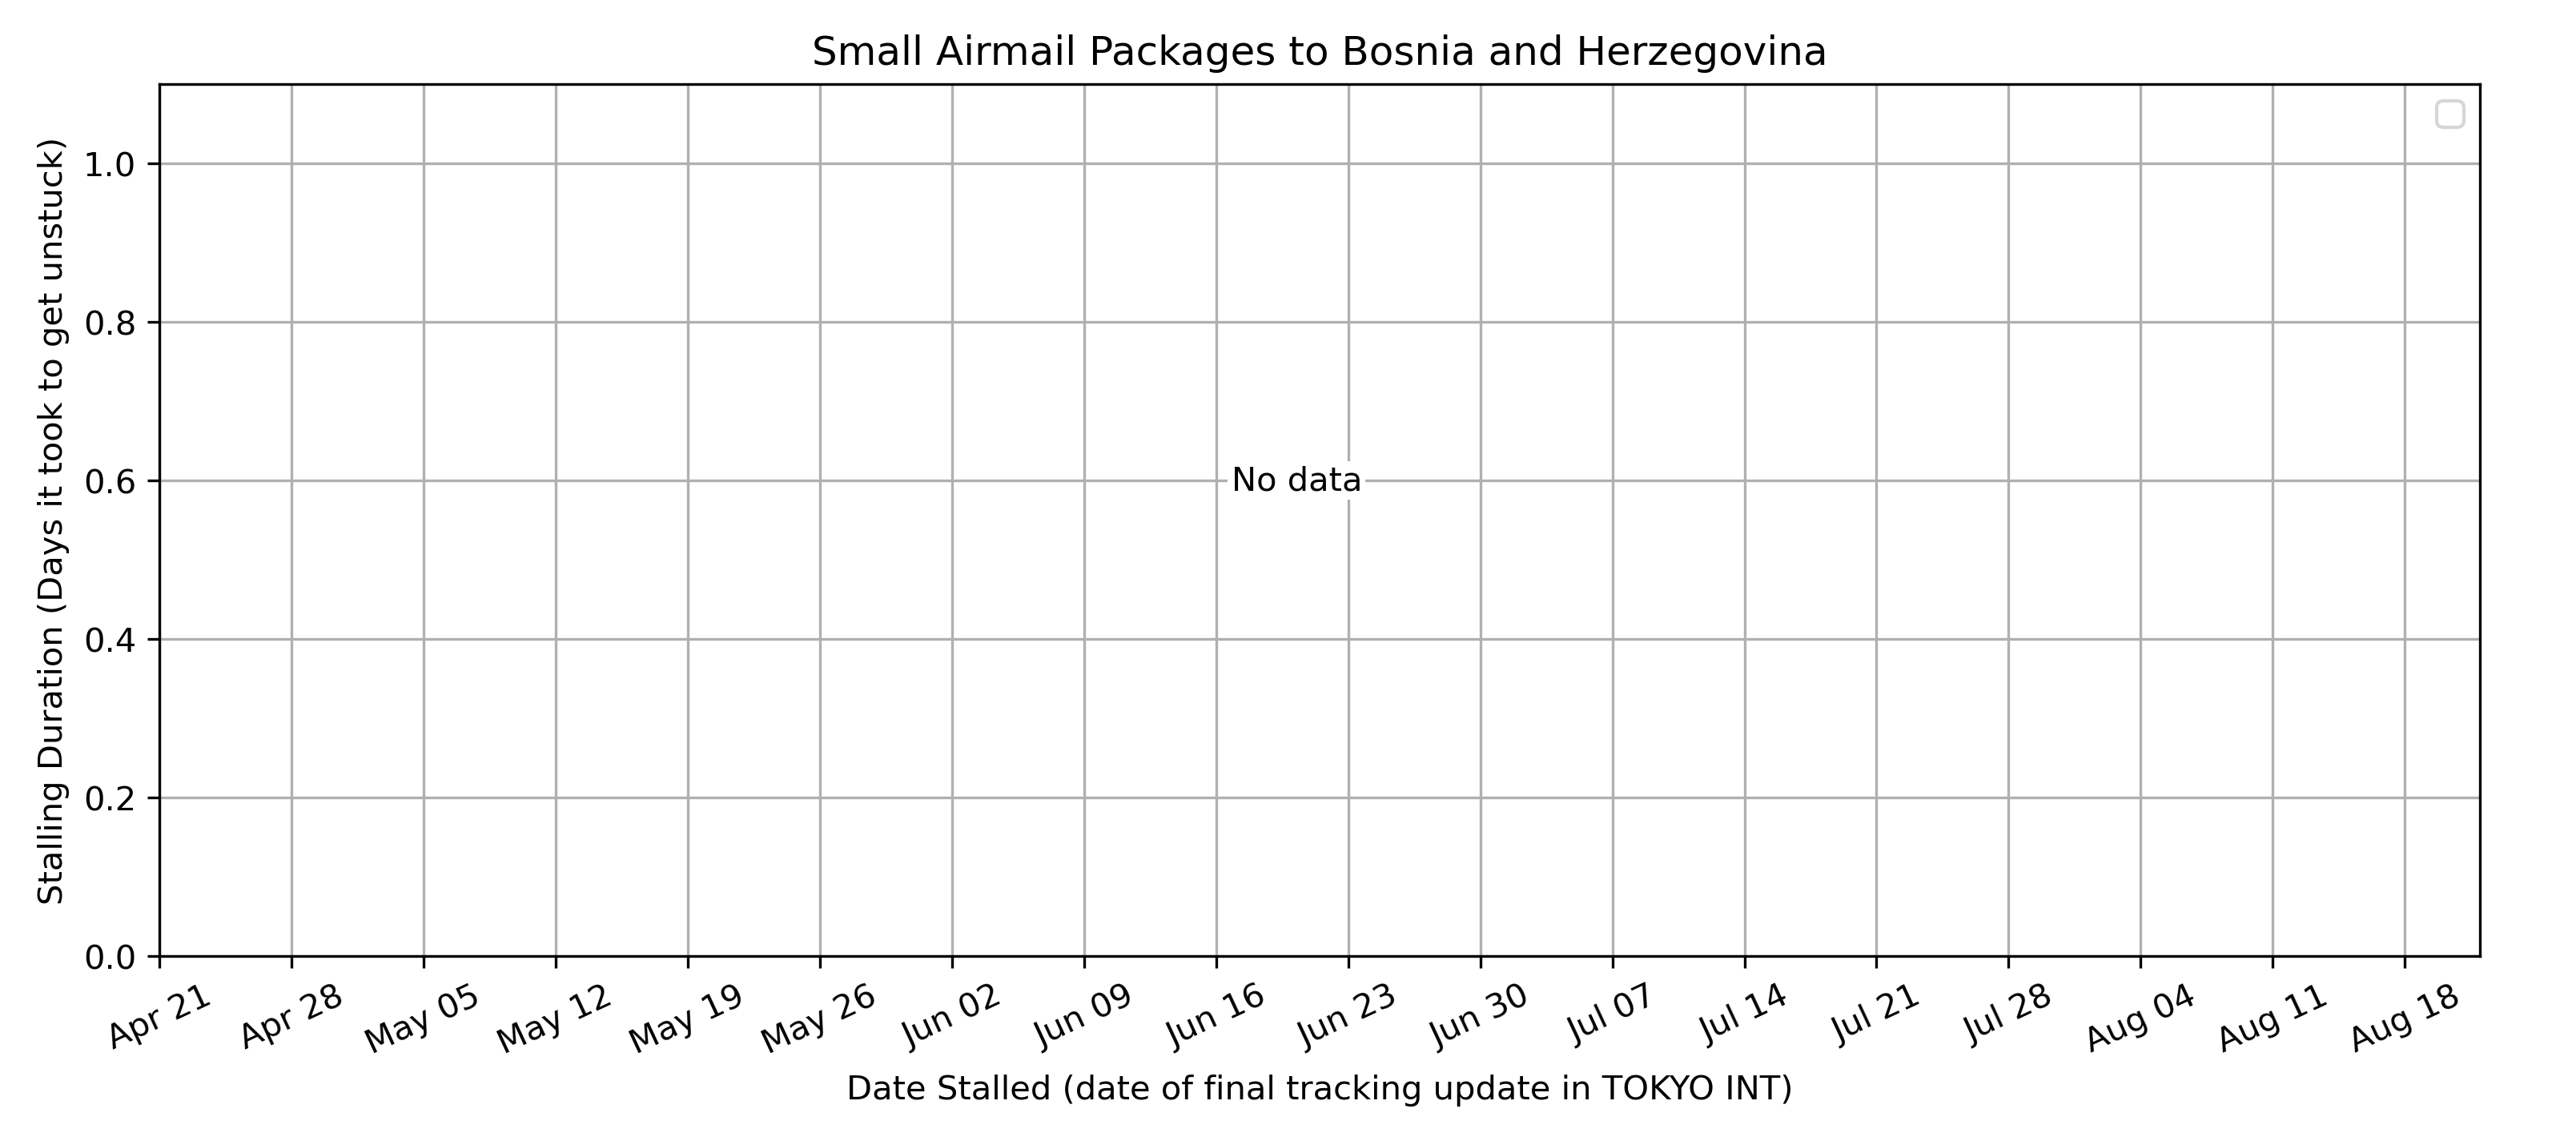 Small Airmail Packages to Bosnia and Herzegovina
Stalling Duration (Days it took to get unstuck)
1.0
0.8
0.6
0.4
0.2
0.0
No data
Apr 21 Apr 28 May 05 May 12 May 19 May 26 Jun 02 Jun 09 Jun 16 Jun 23 Jun 30 Jul 07 Jul 14 Jul 21 Jul 28 Aug 04 Aug 11 Aug 18
Date Stalled (date of final tracking update in TOKYO INT)